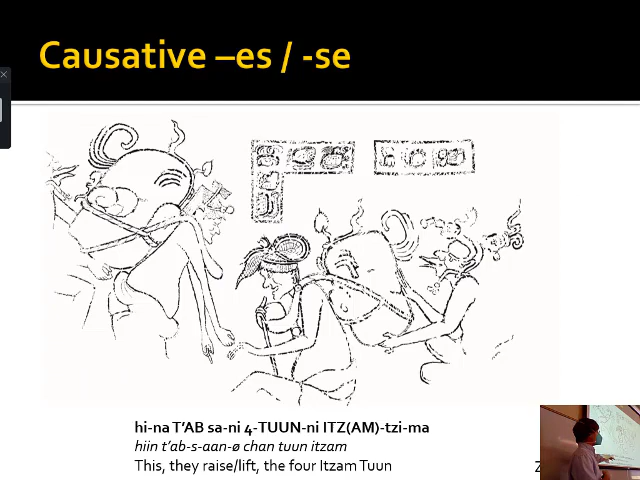 Causative –es / -se
hi-na T'AB sa-ni 4-TUUN-ni ITZ(AM)-tzi-ma
hiin t'ab-s-aan-ø chan tuun itzam
This, they raise/lift, the four Itzam Tuun
Z